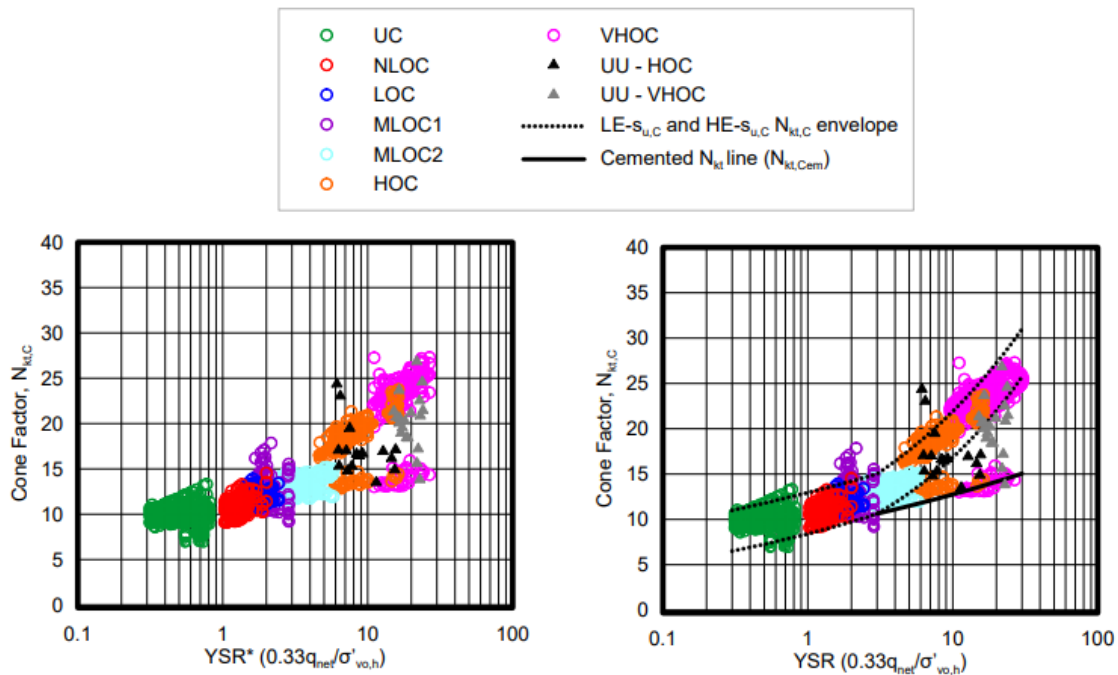 UC
NLOC
LOC
MLOC1
MLOC2
HOC
VHOC
UU - HOC
UU - VHOC
LE-su,C and HE-su,C Nkt,C envelope
Cemented Nkt line (Nkt,Cem)
Cone Factor, Nkt,C
40
35
30
25
20
15
10
5
0
0.1 1 10 100
YSR* (0.33qnet/σ'vo,h)
Cone Factor, Nkt,C
40
35
30
25
20
15
10
5
0
0.1 1 10 100
YSR (0.33qnet/σ'vo,h)